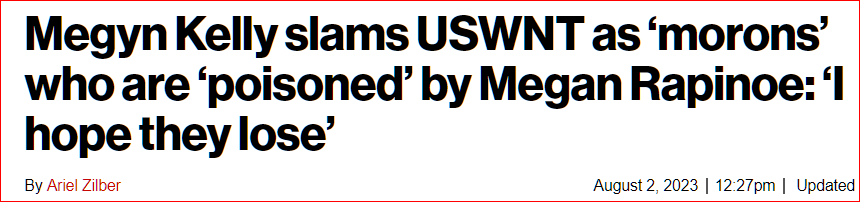 Megyn Kelly slams USWNT as ‘morons’
who are ‘poisoned’ by Megan Rapinoe: ‘I
hope they lose’
By Ariel Zilber August 2, 2023 | 12:27pm | Updated